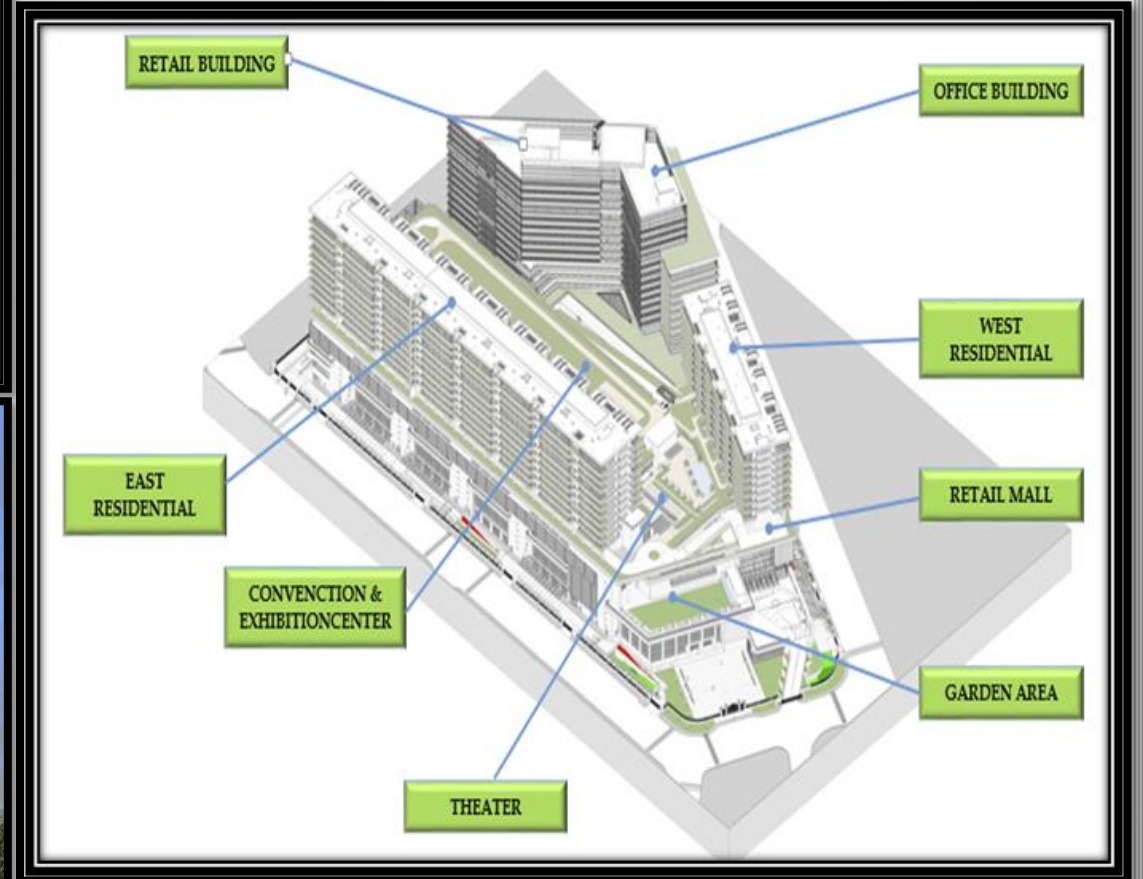 RETAIL BUILDING
OFFICE BUILDING
WEST
RESIDENTIAL
EAST
RESIDENTIAL
RETAIL MALL
CONVENCTION &
EXHIBITIONCENTER
GARDEN AREA
THEATER